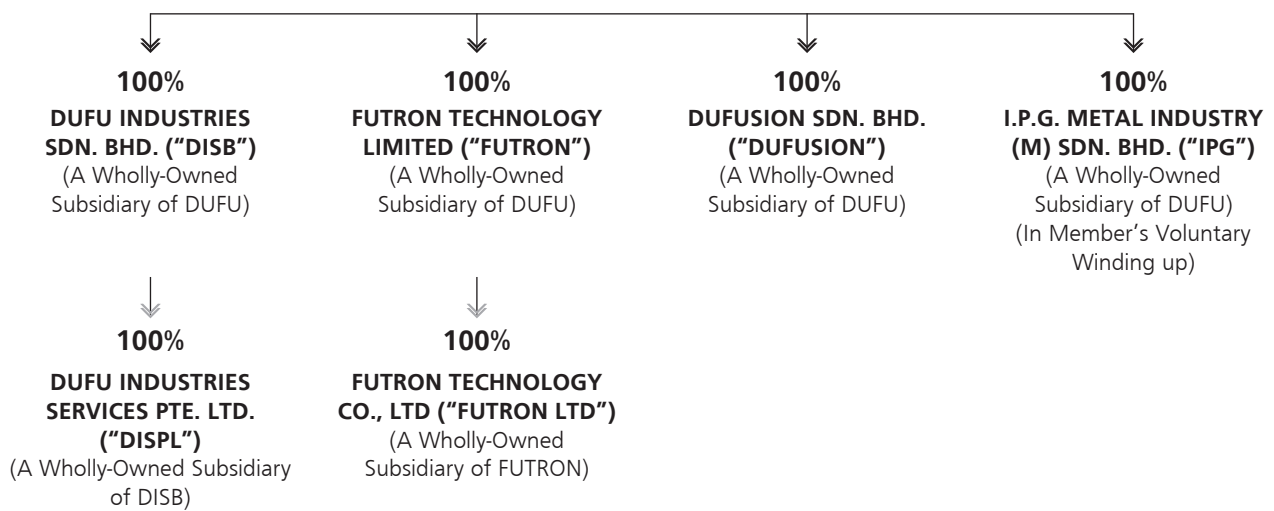 100%
DUFU INDUSTRIES
SDN. BHD. (“DISB”)
(A Wholly-Owned
Subsidiary of DUFU)
100%
FUTRON TECHNOLOGY
LIMITED (“FUTRON”)
(A Wholly-Owned
Subsidiary of DUFU)
100%
DUFUSION SDN. BHD.
(“DUFUSION”)
(A Wholly-Owned
Subsidiary of DUFU)
100%
I.P.G. METAL INDUSTRY
(M) SDN. BHD. (“IPG”)
(A Wholly-Owned
Subsidiary of DUFU)
(In Member’s Voluntary
Winding up)
100%
DUFU INDUSTRIES
SERVICES PTE. LTD.
(“DISPL”)
(A Wholly-Owned Subsidiary
of DISB)
100%
FUTRON TECHNOLOGY
CO., LTD (“FUTRON LTD”)
(A Wholly-Owned
Subsidiary of FUTRON)